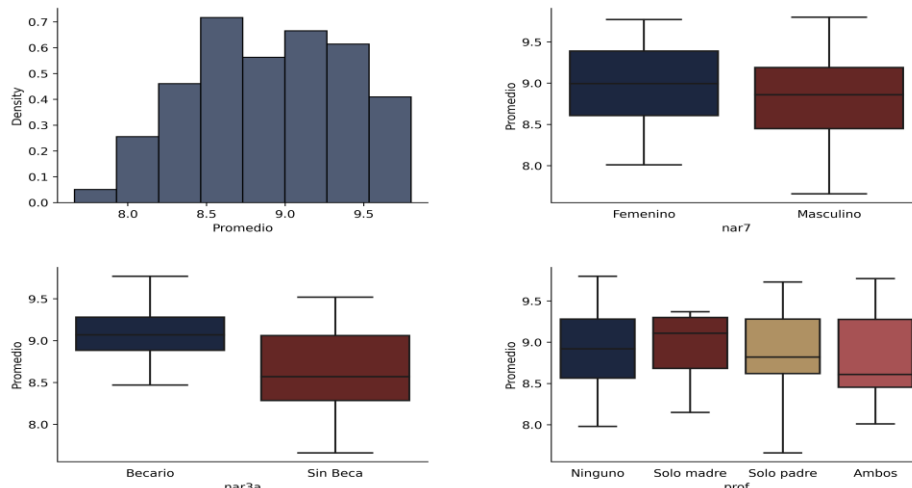 0.7
0.6
0.5
0.4
0.3
0.2
0.1
0.0
Density
8.0 8.5 9.0 9.5
Promedio
9.5
9.0
8.5
8.0
Promedio
Femenino Masculino
nar7
9.5
9.0
8.5
8.0
Promedio
Becario Sin Beca
nar3a
9.5
9.0
8.5
8.0
Promedio
Ninguno Solo madre Solo padre Ambos
prof